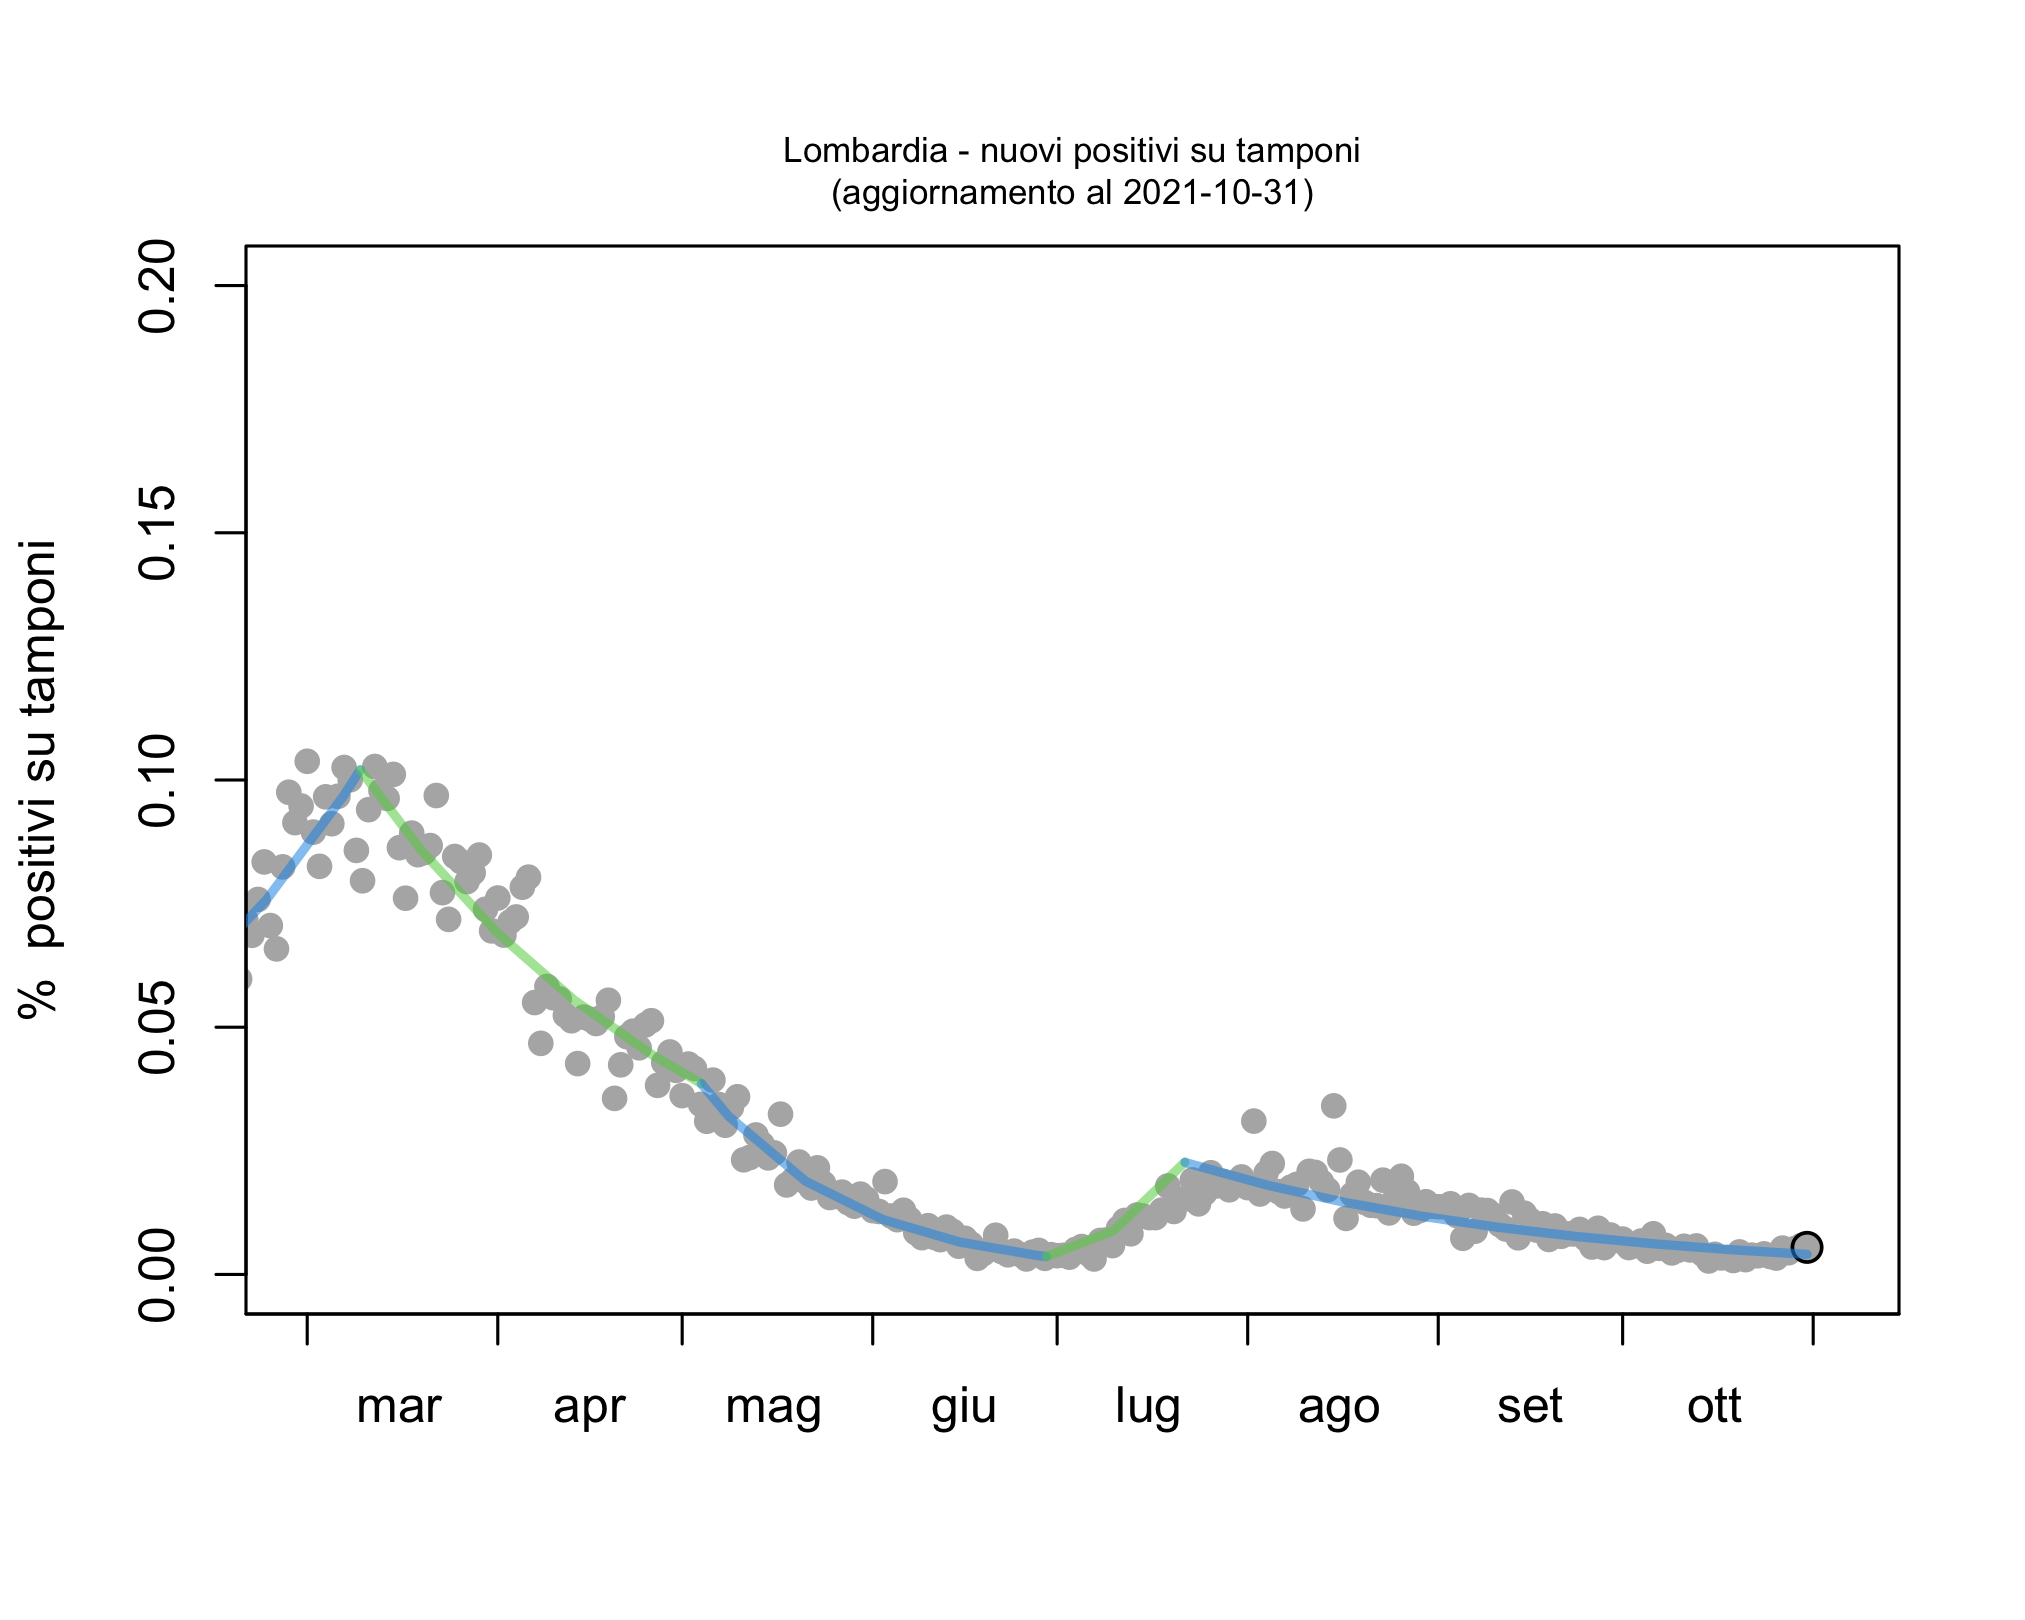 Lombardia - nuovi positivi su tamponi
(aggiornamento al 2021-10-31)
% positivi su tamponi
0.20
0.15
0.10
0.05
0.00
mar apr mag giu lug ago set ott